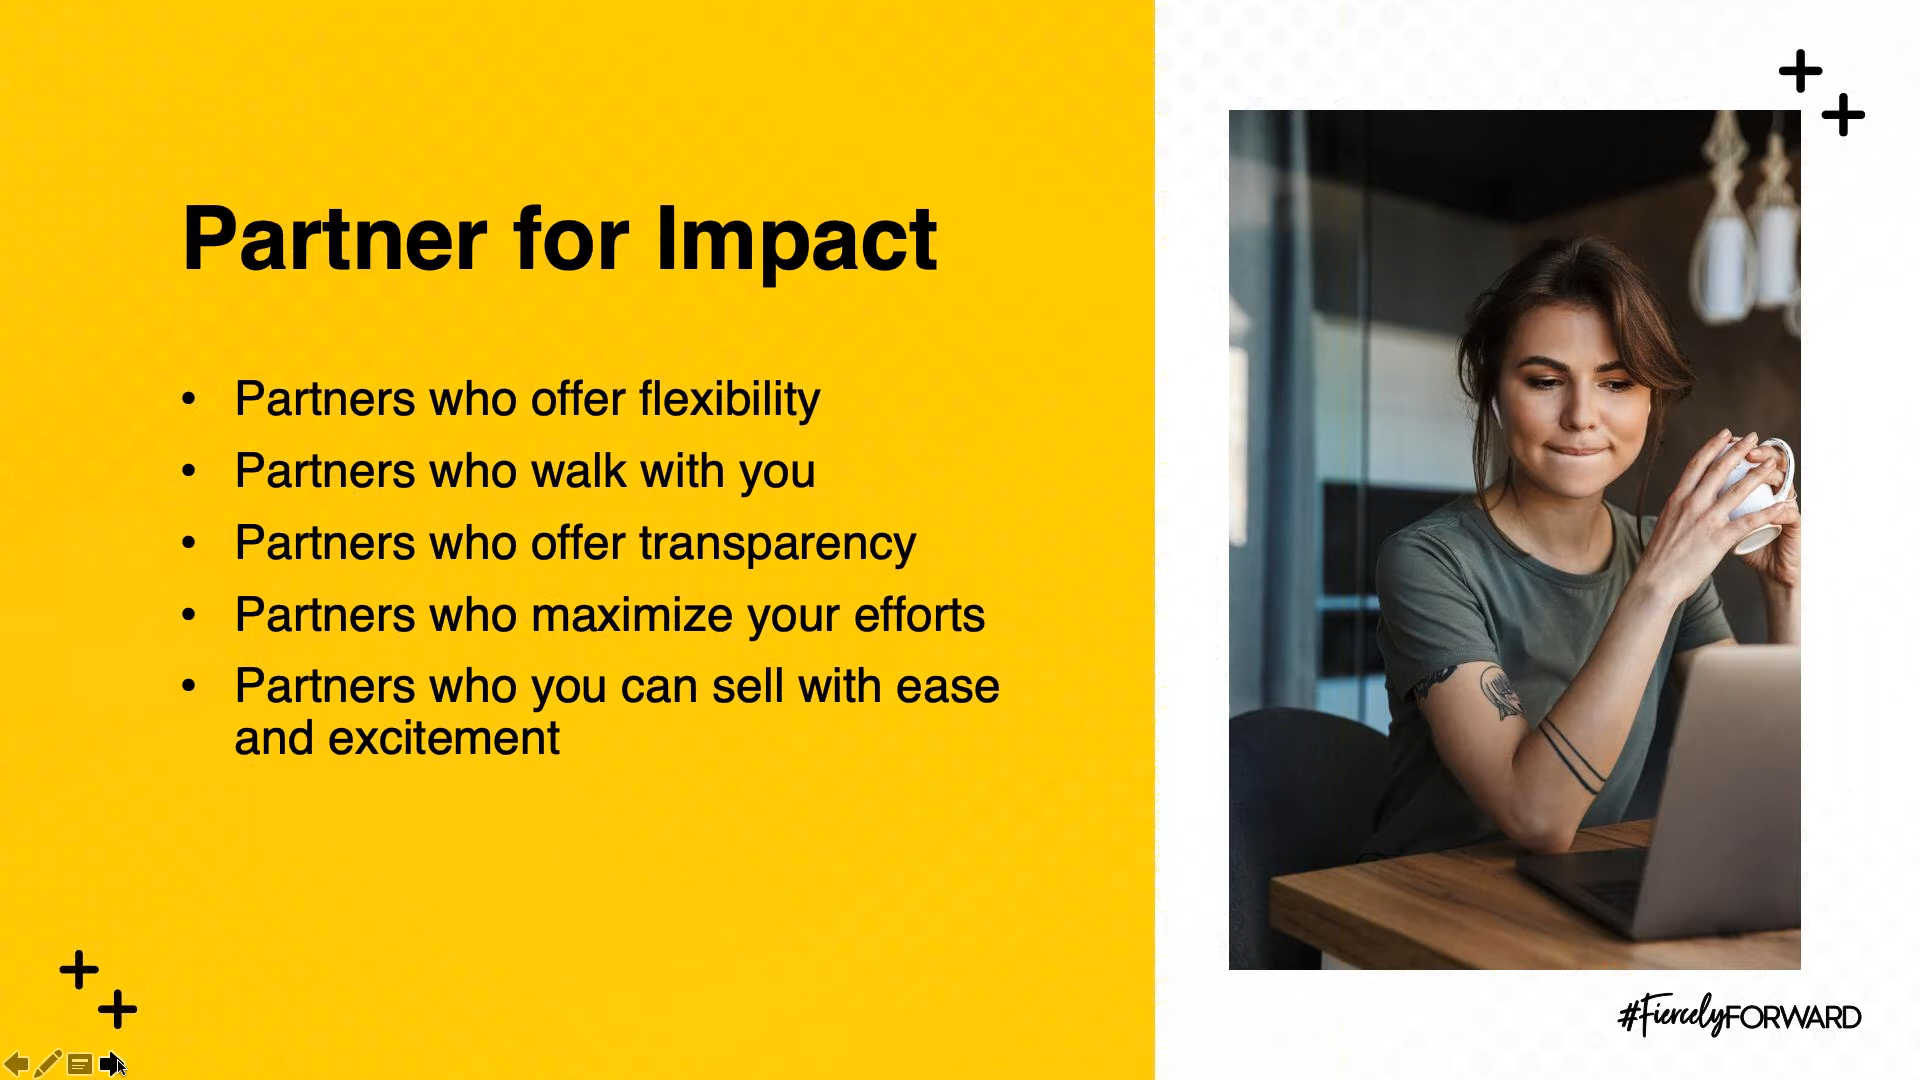 Partner for Impact
• Partners who offer flexibility
• Partners who walk with you
• Partners who offer transparency
• Partners who maximize your efforts
• Partners who you can sell with ease
and excitement
#FiercelyFORWARD